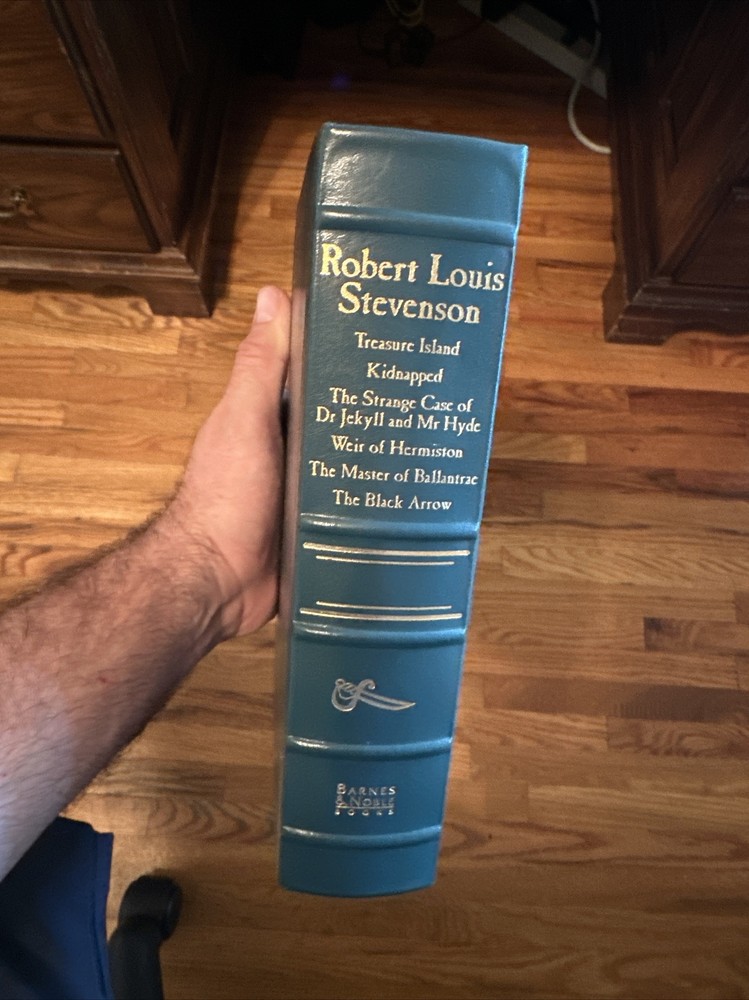 Robert Louis
Stevenson
Treasure Island
Kidnapped
The Strange Case of
Dr Jekyll and Mr Hyde
Weir of Hermiston
The Master of Ballantrae
The Black Arrow
BARNES
& NOBLE
BOOKS